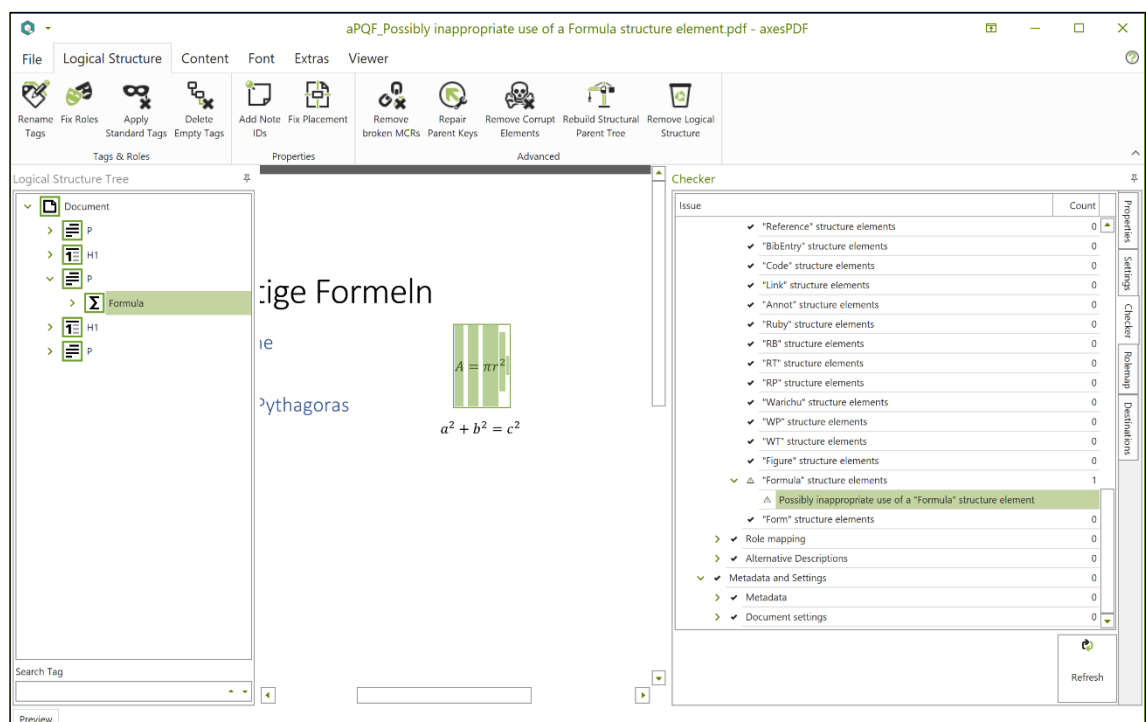 aPQF_Possibly inappropriate use of a Formula structure element.pdf - axesPDF
File Logical Structure Content Font Extras Viewer
Rename Tags
Fix Roles
Apply Standard Tags
Delete Empty Tags
Add Note IDs
Fix Placement
Remove broken MCRs
Repair Parent Keys
Remove Corrupt Elements
Rebuild Structural Parent Tree
Remove Logical Structure
Tags & Roles
Properties
Advanced
Logical Structure Tree
Document
P
H1
P
Formula
H1
P
Search Tag
Preview
tige Formeln
ne
A = πr²
Pythagoras
a² + b² = c²
Checker
Issue Count
"Reference" structure elements 0
"BibEntry" structure elements 0
"Code" structure elements 0
"Link" structure elements 0
"Annot" structure elements 0
"Ruby" structure elements 0
"RB" structure elements 0
"RT" structure elements 0
"RP" structure elements 0
"Warichu" structure elements 0
"WP" structure elements 0
"WT" structure elements 0
"Figure" structure elements 0
"Formula" structure elements 1
Possibly inappropriate use of a "Formula" structure element
"Form" structure elements 0
Role mapping 0
Alternative Descriptions 0
Metadata and Settings 0
Metadata 0
Document settings 0
Refresh
Properties
Settings
Checker
Rolemap
Destinations